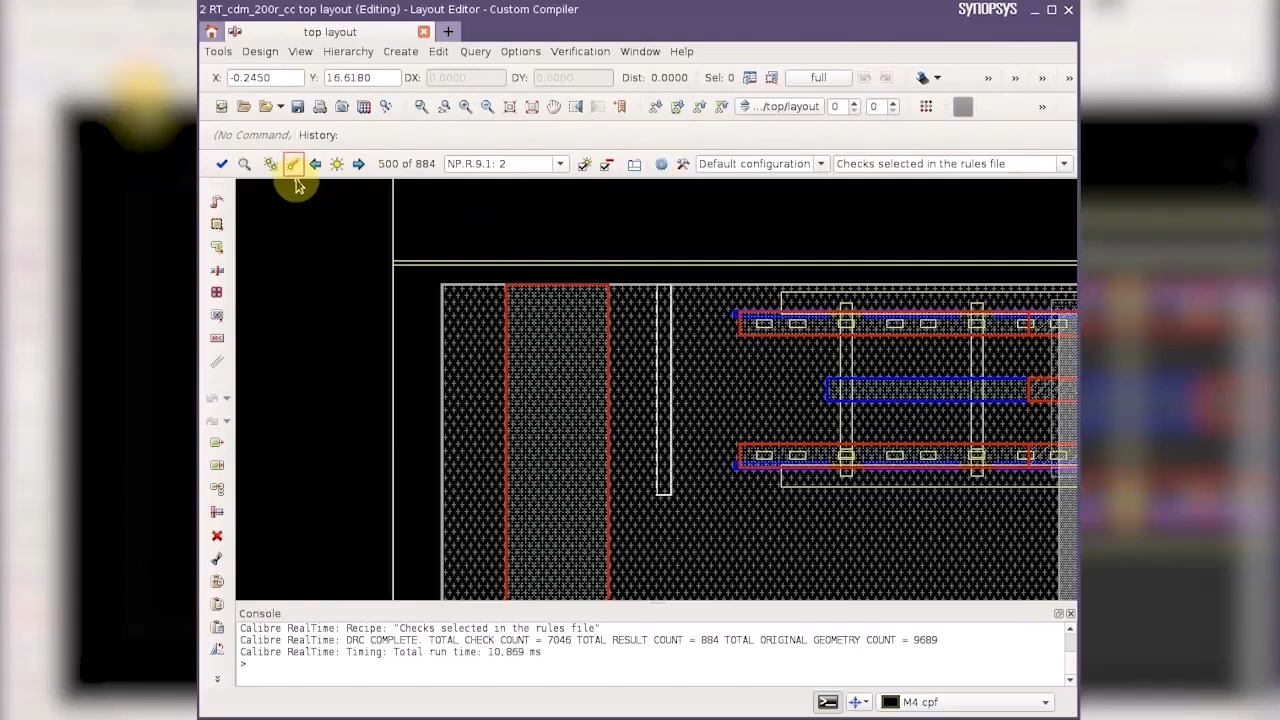 2 RT_cdm_200r_cc top layout (Editing) - Layout Editor - Custom Compiler
SYNOPSYS
top layout
Tools Design View Hierarchy Create Edit Query Options Verification Window Help
X: -0.2450 Y: 16.6180 DX: 0.0000 DY: 0.0000 Dist: 0.0000 Sel: 0 full
.../top/layout 0 0
(No Command) History:
500 of 884 NP.R.9.1: 2 Default configuration Checks selected in the rules file
Console
Calibre RealTime: Recipe: "Checks selected in the rules file"
Calibre RealTime: DRC COMPLETE. TOTAL CHECK COUNT = 7046 TOTAL RESULT COUNT = 884 TOTAL ORIGINAL GEOMETRY COUNT = 9689
Calibre RealTime: Timing: Total run time: 10.869 ms
>
M4 cpf